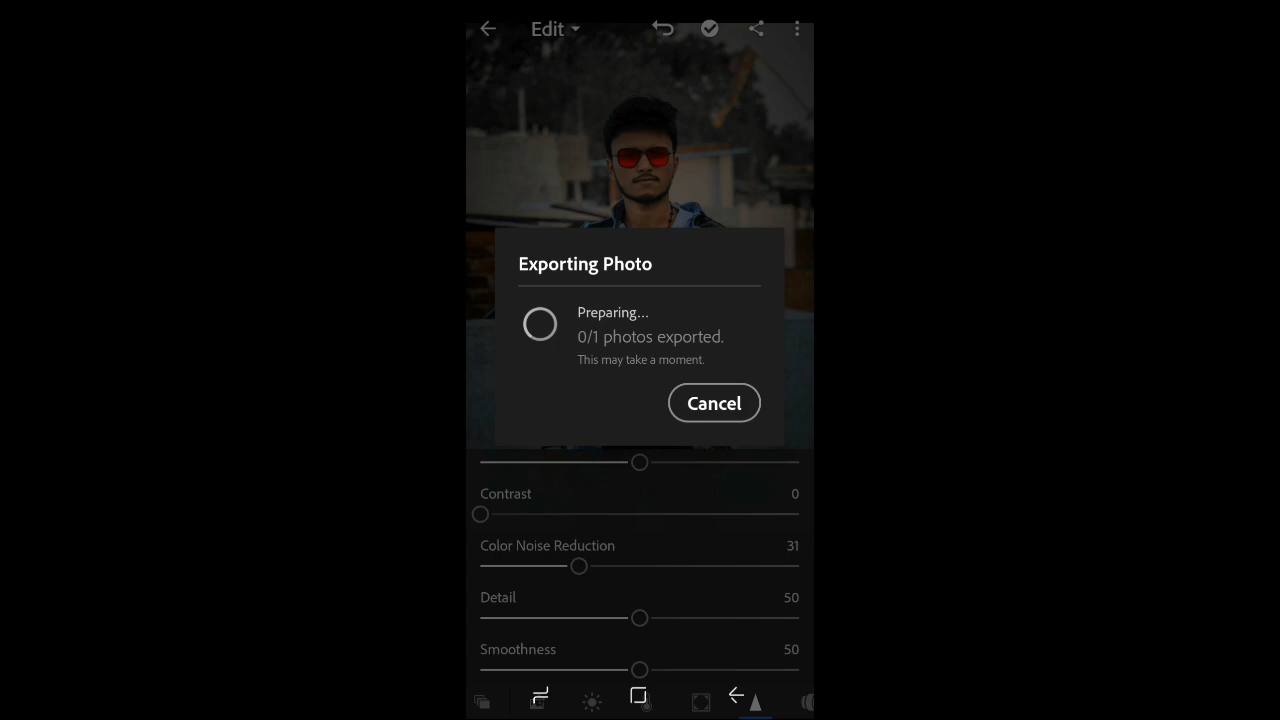 Edit
Exporting Photo
Preparing...
0/1 photos exported.
This may take a moment.
Cancel
Contrast 0
Color Noise Reduction 31
Detail 50
Smoothness 50